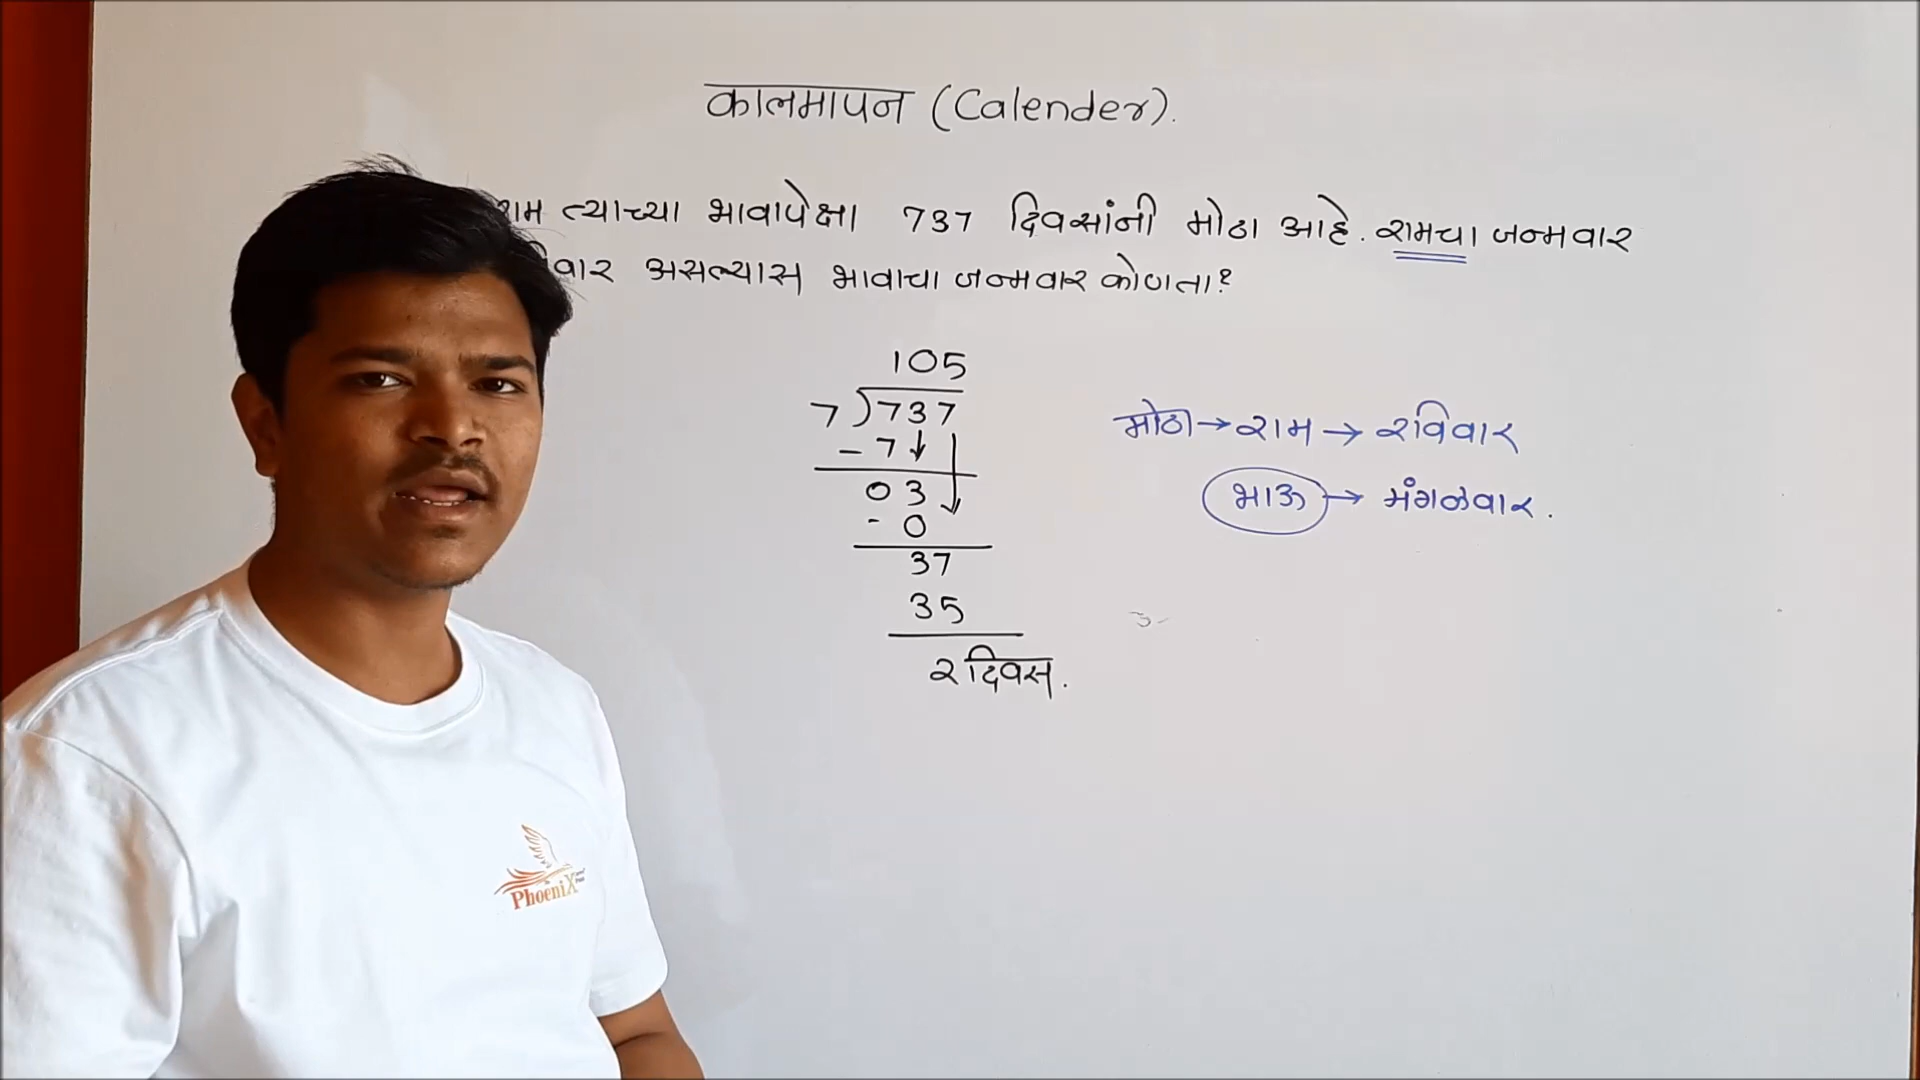 कालमापन (Calender).
त्याच्या भावापेक्षा 737 दिवसांनी मोठा आहे. रामचा जन्मवार
असल्यास भावाचा जन्मवार कोणता?
105
7)737
-7
03
-0
37
35
२दिवस.
मोठा→राम→रविवार
भाऊ→मंगळवार.
PhoeniX